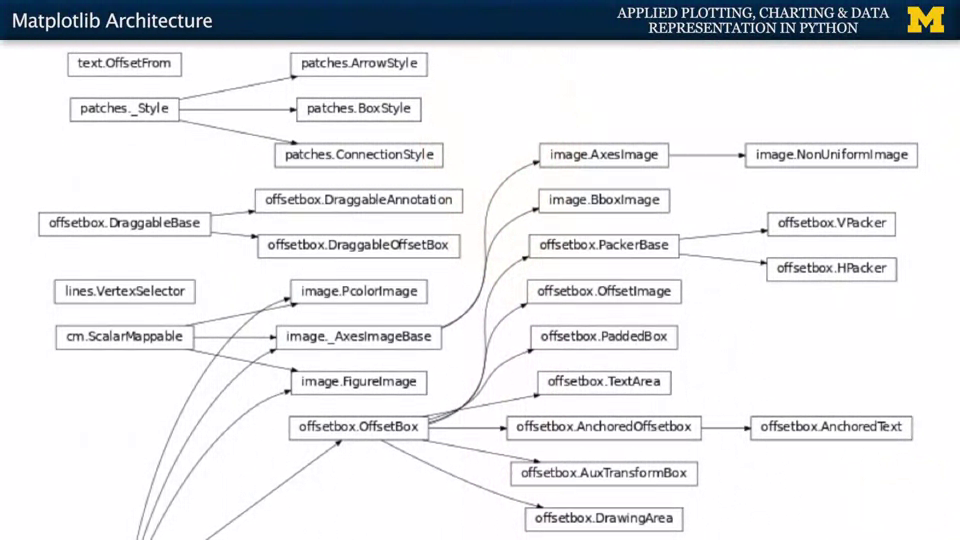 Matplotlib Architecture
APPLIED PLOTTING, CHARTING & DATA
REPRESENTATION IN PYTHON
M
text.OffsetFrom
patches.ArrowStyle
patches._Style
patches.BoxStyle
patches.ConnectionStyle
image.AxesImage
image.NonUniformImage
offsetbox.DraggableAnnotation
image.BboxImage
offsetbox.DraggableBase
offsetbox.VPacker
offsetbox.DraggableOffsetBox
offsetbox.PackerBase
offsetbox.HPacker
lines.VertexSelector
image.PcolorImage
offsetbox.OffsetImage
cm.ScalarMappable
image._AxesImageBase
offsetbox.PaddedBox
image.FigureImage
offsetbox.TextArea
offsetbox.OffsetBox
offsetbox.AnchoredOffsetbox
offsetbox.AnchoredText
offsetbox.AuxTransformBox
offsetbox.DrawingArea